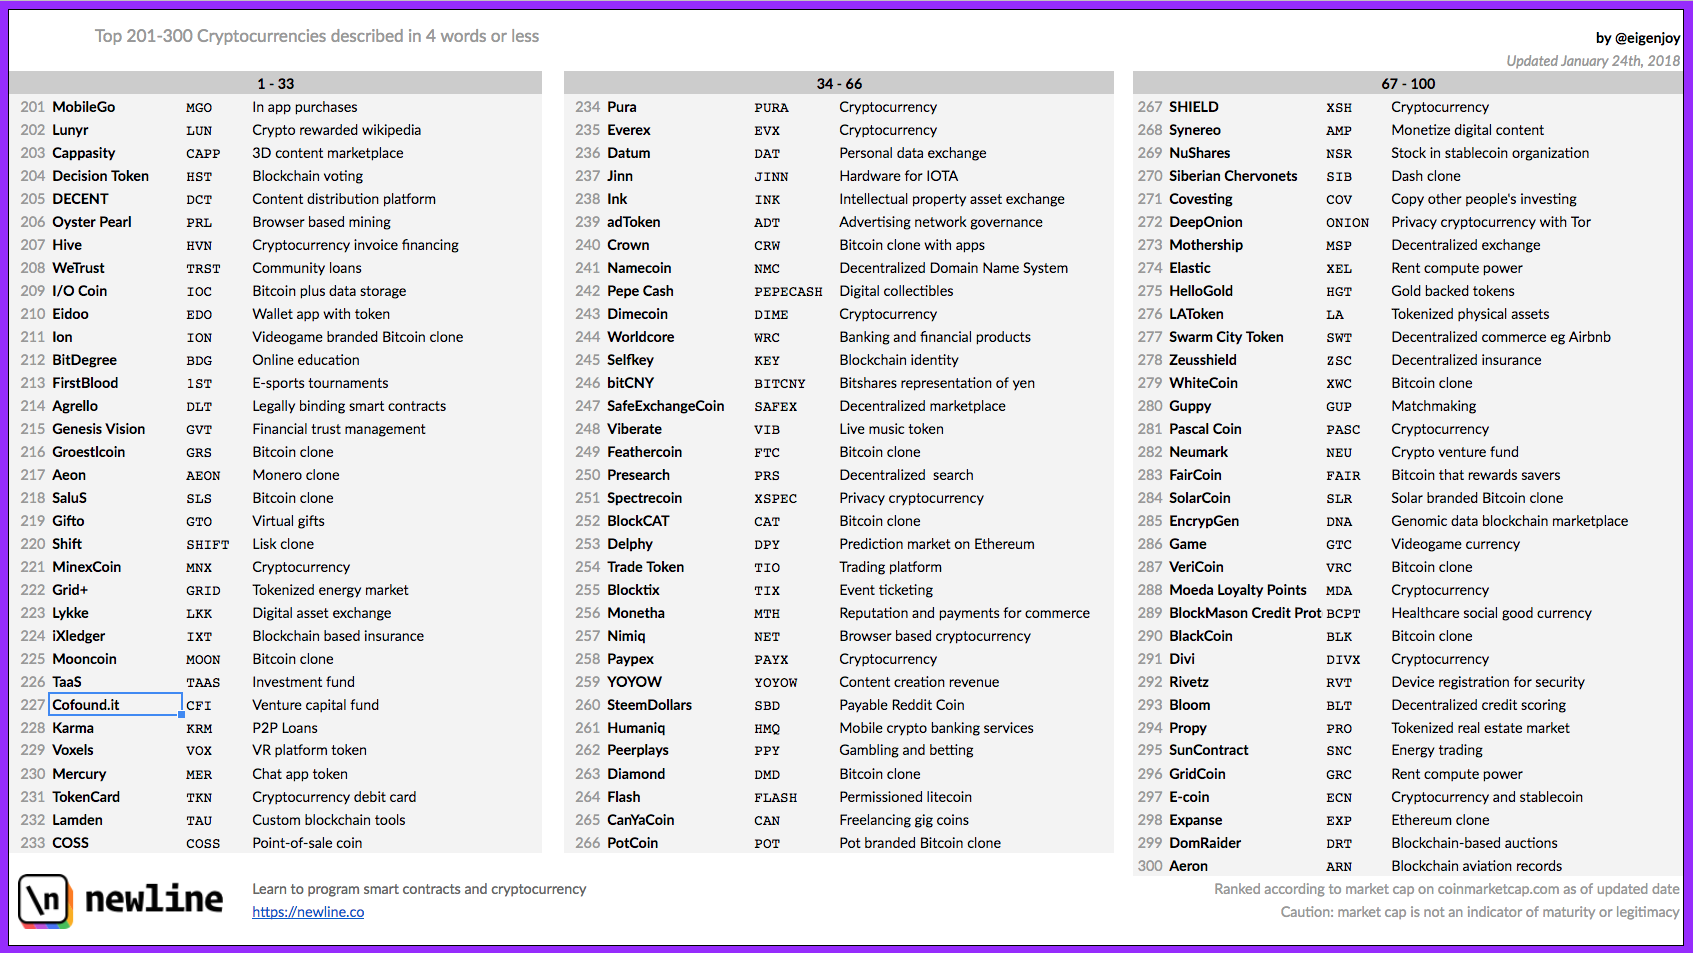 Top 201-300 Cryptocurrencies described in 4 words or less
by @eigenjoy
Updated January 24th, 2018
1 - 33
201 MobileGo MGO In app purchases
202 Lunyr LUN Crypto rewarded wikipedia
203 Cappasity CAPP 3D content marketplace
204 Decision Token HST Blockchain voting
205 DECENT DCT Content distribution platform
206 Oyster Pearl PRL Browser based mining
207 Hive HVN Cryptocurrency invoice financing
208 WeTrust TRST Community loans
209 I/O Coin IOC Bitcoin plus data storage
210 Eidoo EDO Wallet app with token
211 Ion ION Videogame branded Bitcoin clone
212 BitDegree BDG Online education
213 FirstBlood 1ST E-sports tournaments
214 Agrello DLT Legally binding smart contracts
215 Genesis Vision GVT Financial trust management
216 Groestlcoin GRS Bitcoin clone
217 Aeon AEON Monero clone
218 SaluS SLS Bitcoin clone
219 Gifto GTO Virtual gifts
220 Shift SHIFT Lisk clone
221 MinexCoin MNX Cryptocurrency
222 Grid+ GRID Tokenized energy market
223 Lykke LKK Digital asset exchange
224 iXledger IXT Blockchain based insurance
225 Mooncoin MOON Bitcoin clone
226 TaaS TAAS Investment fund
227 Cofound.it CFI Venture capital fund
228 Karma KRM P2P Loans
229 Voxels VOX VR platform token
230 Mercury MER Chat app token
231 TokenCard TKN Cryptocurrency debit card
232 Lamden TAU Custom blockchain tools
233 COSS COSS Point-of-sale coin
34 - 66
234 Pura PURA Cryptocurrency
235 Everex EVX Cryptocurrency
236 Datum DAT Personal data exchange
237 Jinn JINN Hardware for IOTA
238 Ink INK Intellectual property asset exchange
239 adToken ADT Advertising network governance
240 Crown CRW Bitcoin clone with apps
241 Namecoin NMC Decentralized Domain Name System
242 Pepe Cash PEPECASH Digital collectibles
243 Dimecoin DIME Cryptocurrency
244 Worldcore WRC Banking and financial products
245 Selfkey KEY Blockchain identity
246 bitCNY BITCNY Bitshares representation of yen
247 SafeExchangeCoin SAFEX Decentralized marketplace
248 Viberate VIB Live music token
249 Feathercoin FTC Bitcoin clone
250 Presearch PRS Decentralized search
251 Spectrecoin XSPEC Privacy cryptocurrency
252 BlockCAT CAT Bitcoin clone
253 Delphy DPY Prediction market on Ethereum
254 Trade Token TIO Trading platform
255 Blocktix TIX Event ticketing
256 Monetha MTH Reputation and payments for commerce
257 Nimiq NET Browser based cryptocurrency
258 Paypex PAYX Cryptocurrency
259 YOYOW YOYOW Content creation revenue
260 SteemDollars SBD Payable Reddit Coin
261 Humaniq HMQ Mobile crypto banking services
262 Peerplays PPY Gambling and betting
263 Diamond DMD Bitcoin clone
264 Flash FLASH Permissioned litecoin
265 CanYaCoin CAN Freelancing gig coins
266 PotCoin POT Pot branded Bitcoin clone
67 - 100
267 SHIELD XSH Cryptocurrency
268 Synereo AMP Monetize digital content
269 NuShares NSR Stock in stablecoin organization
270 Siberian Chervonets SIB Dash clone
271 Covesting COV Copy other people's investing
272 DeepOnion ONION Privacy cryptocurrency with Tor
273 Mothership MSP Decentralized exchange
274 Elastic XEL Rent compute power
275 HelloGold HGT Gold backed tokens
276 LAToken LA Tokenized physical assets
277 Swarm City Token SWT Decentralized commerce eg Airbnb
278 Zeusshield ZSC Decentralized insurance
279 WhiteCoin XWC Bitcoin clone
280 Guppy GUP Matchmaking
281 Pascal Coin PASC Cryptocurrency
282 Neumark NEU Crypto venture fund
283 FairCoin FAIR Bitcoin that rewards savers
284 SolarCoin SLR Solar branded Bitcoin clone
285 EncrypGen DNA Genomic data blockchain marketplace
286 Game GTC Videogame currency
287 VeriCoin VRC Bitcoin clone
288 Moeda Loyalty Points MDA Cryptocurrency
289 BlockMason Credit Prot BCPT Healthcare social good currency
290 BlackCoin BLK Bitcoin clone
291 Divi DIVX Cryptocurrency
292 Rivetz RVT Device registration for security
293 Bloom BLT Decentralized credit scoring
294 Propy PRO Tokenized real estate market
295 SunContract SNC Energy trading
296 GridCoin GRC Rent compute power
297 E-coin ECN Cryptocurrency and stablecoin
298 Expanse EXP Ethereum clone
299 DomRaider DRT Blockchain-based auctions
300 Aeron ARN Blockchain aviation records
\n newline
Learn to program smart contracts and cryptocurrency
https://newline.co
Ranked according to market cap on coinmarketcap.com as of updated date
Caution: market cap is not an indicator of maturity or legitimacy